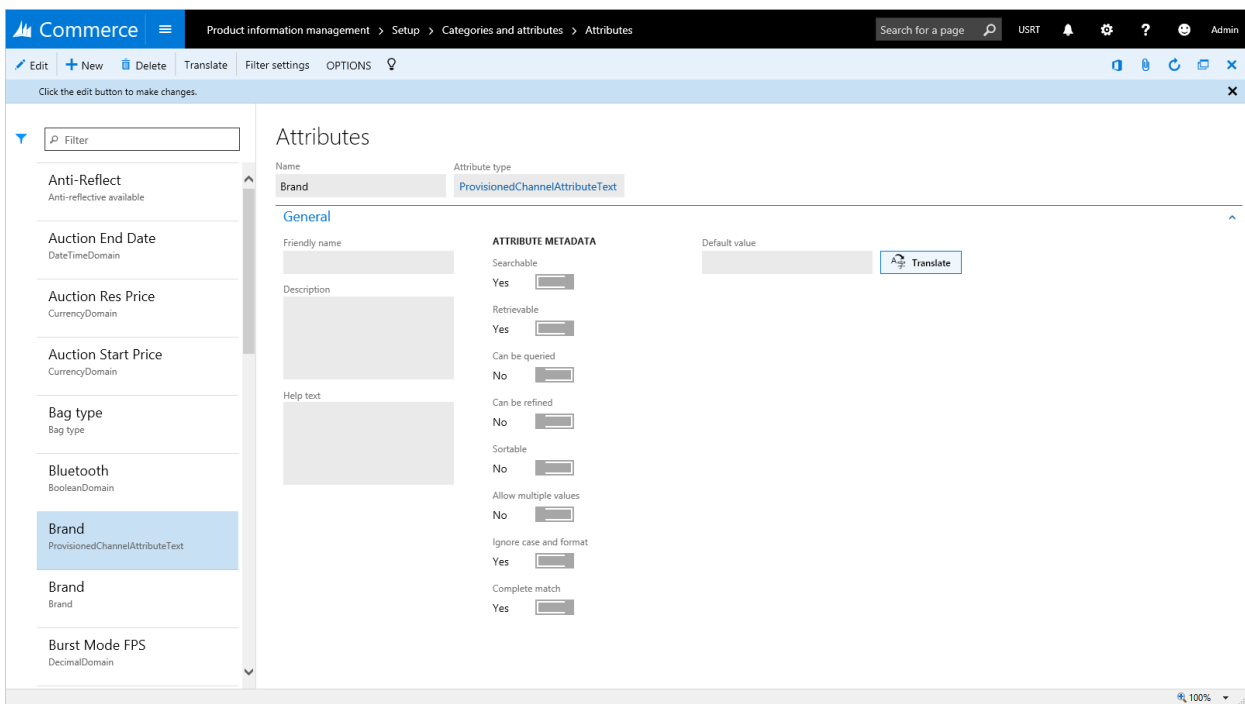 Commerce
Product information management > Setup > Categories and attributes > Attributes
Search for a page
USRT
?
Admin
Edit
New
Delete
Translate
Filter settings
OPTIONS
Click the edit button to make changes.
Filter
Anti-Reflect
Anti-reflective available
Auction End Date
DateTimeDomain
Auction Res Price
CurrencyDomain
Auction Start Price
CurrencyDomain
Bag type
Bag type
Bluetooth
BooleanDomain
Brand
ProvisionedChannelAttributeText
Brand
Brand
Burst Mode FPS
DecimalDomain
Attributes
Name
Brand
Attribute type
ProvisionedChannelAttributeText
General
Friendly name
Description
Help text
ATTRIBUTE METADATA
Searchable
Yes
Retrievable
Yes
Can be queried
No
Can be refined
No
Sortable
No
Allow multiple values
No
Ignore case and format
Yes
Complete match
Yes
Default value
Translate
100%